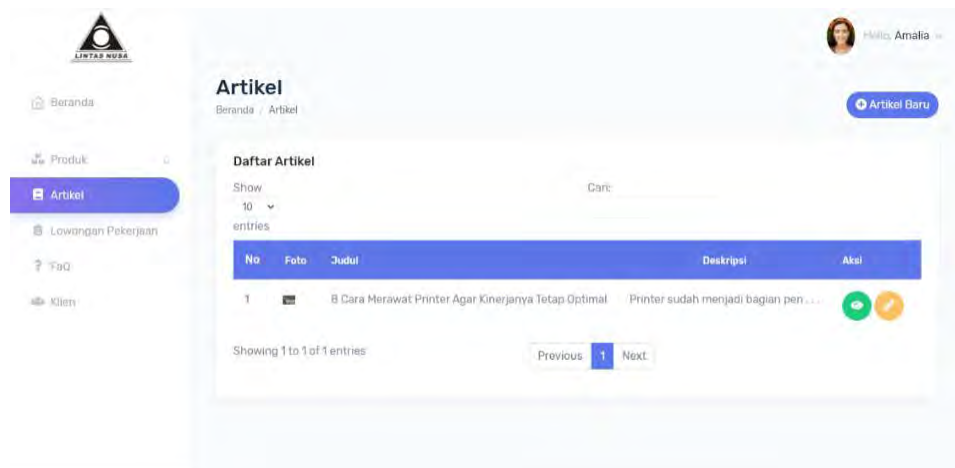 LINTAS NUSA
Hello, Amalia
Artikel
Beranda / Artikel
Artikel Baru
Beranda
Produk
Artikel
Lowongan Pekerjaan
FaQ
Klien
Daftar Artikel
Show
10
entries
Cari:
No Foto Judul Deskripsi Aksi
1 8 Cara Merawat Printer Agar Kinerjanya Tetap Optimal Printer sudah menjadi bagian pen . . .
Showing 1 to 1 of 1 entries
Previous 1 Next